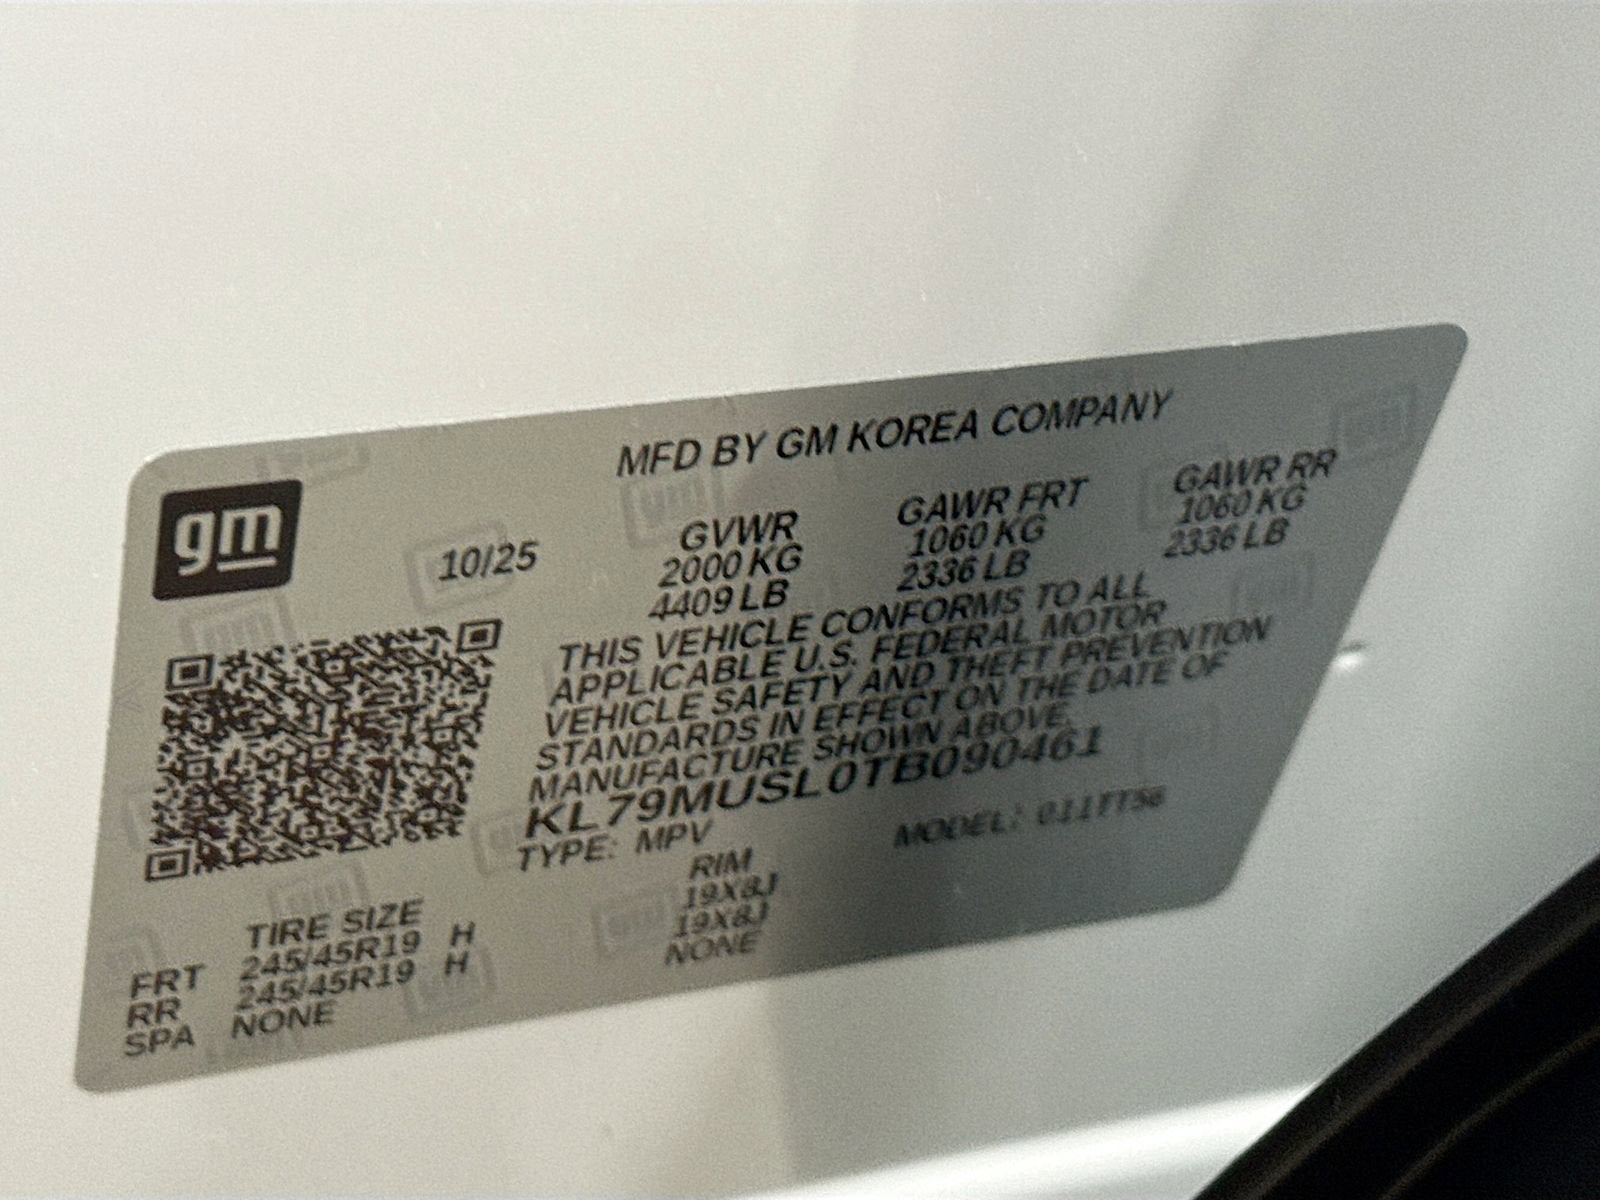 MFD BY GM KOREA COMPANY
gm
10/25
GVWR GAWR FRT GAWR RR
2000 KG 1060 KG 1060 KG
4409 LB 2336 LB 2336 LB
THIS VEHICLE CONFORMS TO ALL
APPLICABLE U.S. FEDERAL MOTOR
VEHICLE SAFETY AND THEFT PREVENTION
STANDARDS IN EFFECT ON THE DATE OF
MANUFACTURE SHOWN ABOVE.
KL79MUSL0TB090461
TYPE: MPV MODEL:
TIRE SIZE RIM
FRT 245/45R19 H 19X8J
RR 245/45R19 H 19X8J
SPA NONE NONE